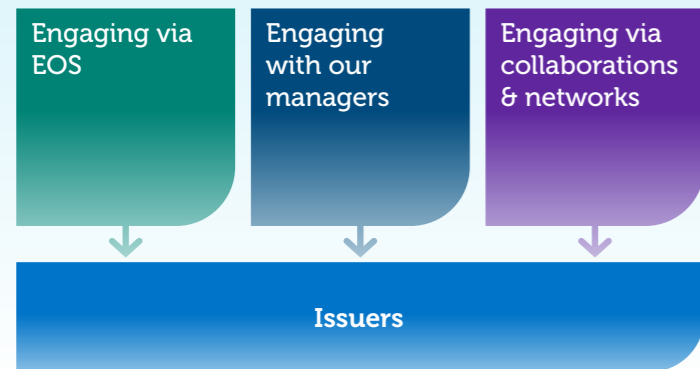 Engaging via
EOS
Engaging
with our
managers
Engaging via
collaborations
& networks
Issuers